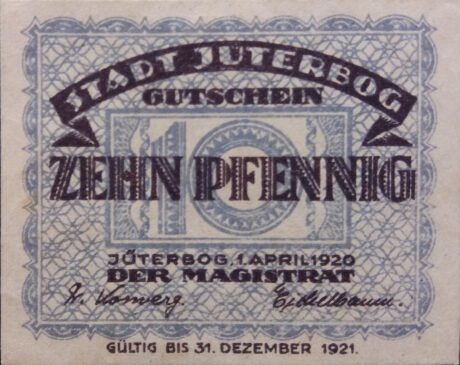 STADT JÜTERBOG
GUTSCHEIN
10
ZEHN PFENNIG
JÜTERBOG, 1. APRIL 1920
DER MAGISTRAT
GÜLTIG BIS 31. DEZEMBER 1921.